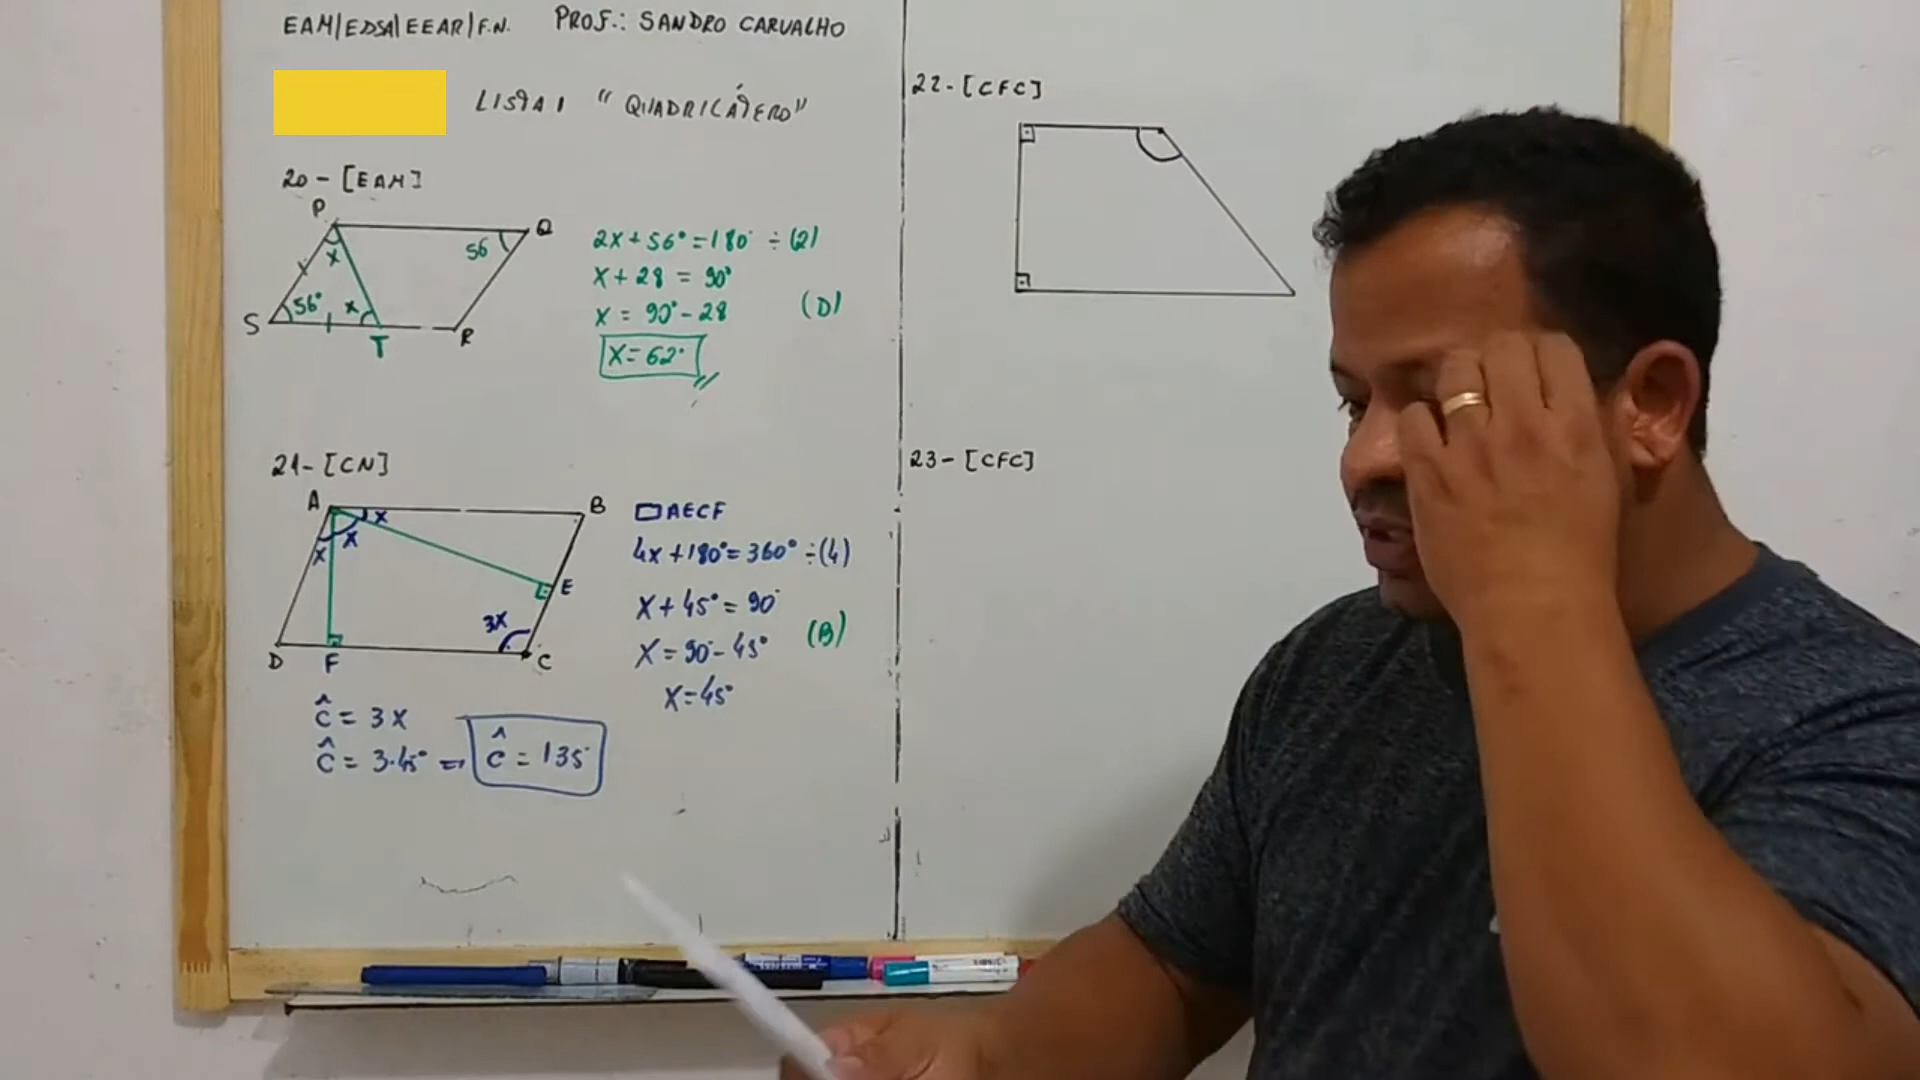 EAM/EDSA/EEAR/F.N. PROF.: SANDRO CARVALHO
LISTA 1 "QUADRILÁTERO"
20- [EAM]
P
Q
56
x
56°
x
S
T
R
2x+56°=180° ÷(2)
x+28 = 90°
x = 90°-28
(D)
x=62°
21- [CN]
A
B
x
x
x
E
3x
D
F
C
▭AECF
4x+180°=360° ÷(4)
x+45°=90°
x=90°-45°
(B)
x=45°
Ĉ = 3x
Ĉ = 3.45° ⇒ Ĉ = 135°
22- [CFC]
23- [CFC]